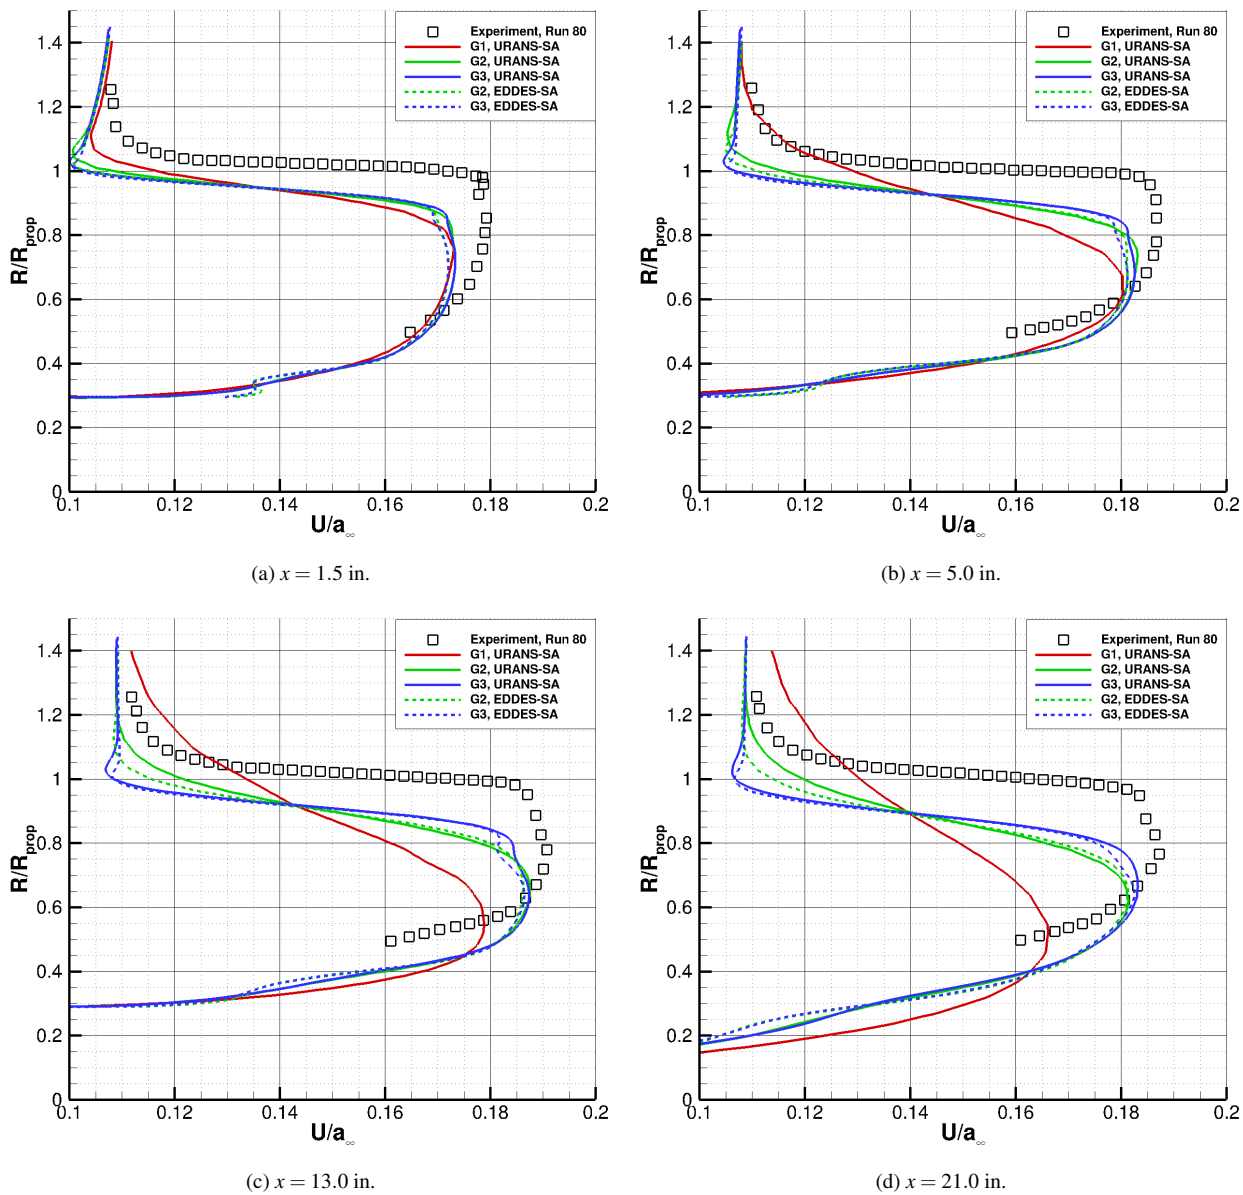 Experiment, Run 80
G1, URANS-SA
G2, URANS-SA
G3, URANS-SA
G2, EDDES-SA
G3, EDDES-SA
1.4
1.2
1
0.8
0.6
0.4
0.2
0
R/Rprop
0.1 0.12 0.14 0.16 0.18 0.2
U/a∞
(a) x = 1.5 in.
Experiment, Run 80
G1, URANS-SA
G2, URANS-SA
G3, URANS-SA
G2, EDDES-SA
G3, EDDES-SA
1.4
1.2
1
0.8
0.6
0.4
0.2
0
R/Rprop
0.1 0.12 0.14 0.16 0.18 0.2
U/a∞
(b) x = 5.0 in.
Experiment, Run 80
G1, URANS-SA
G2, URANS-SA
G3, URANS-SA
G2, EDDES-SA
G3, EDDES-SA
1.4
1.2
1
0.8
0.6
0.4
0.2
0
R/Rprop
0.1 0.12 0.14 0.16 0.18 0.2
U/a∞
(c) x = 13.0 in.
Experiment, Run 80
G1, URANS-SA
G2, URANS-SA
G3, URANS-SA
G2, EDDES-SA
G3, EDDES-SA
1.4
1.2
1
0.8
0.6
0.4
0.2
0
R/Rprop
0.1 0.12 0.14 0.16 0.18 0.2
U/a∞
(d) x = 21.0 in.